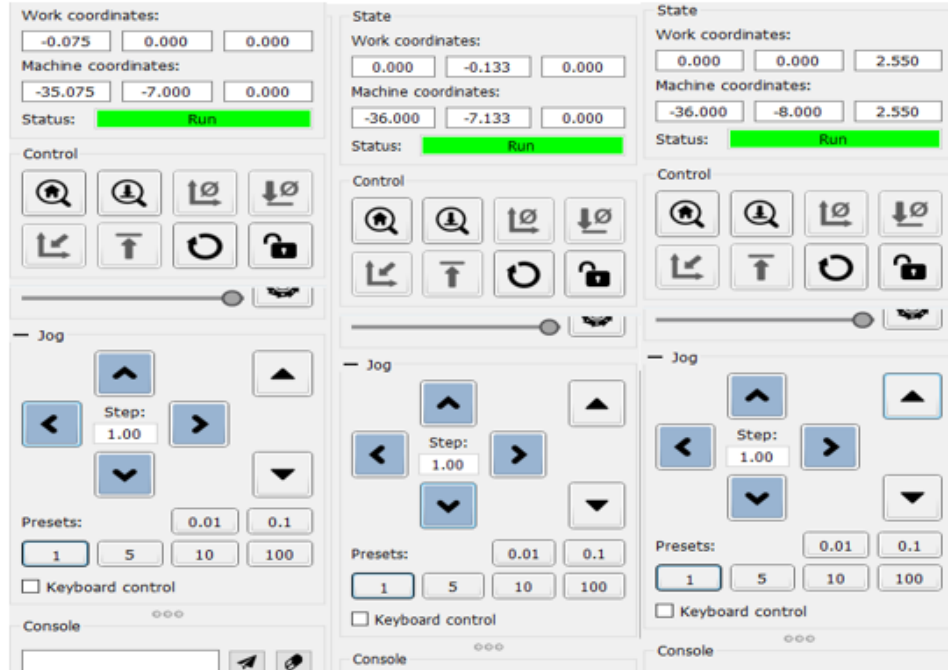 Work coordinates:
-0.075 0.000 0.000
Machine coordinates:
-35.075 -7.000 0.000
Status: Run
Control
Jog
Step:
1.00
Presets: 0.01 0.1
1 5 10 100
Keyboard control
Console
State
Work coordinates:
0.000 -0.133 0.000
Machine coordinates:
-36.000 -7.133 0.000
Status: Run
Control
Jog
Step:
1.00
Presets: 0.01 0.1
1 5 10 100
Keyboard control
Console
State
Work coordinates:
0.000 0.000 2.550
Machine coordinates:
-36.000 -8.000 2.550
Status: Run
Control
Jog
Step:
1.00
Presets: 0.01 0.1
1 5 10 100
Keyboard control
Console